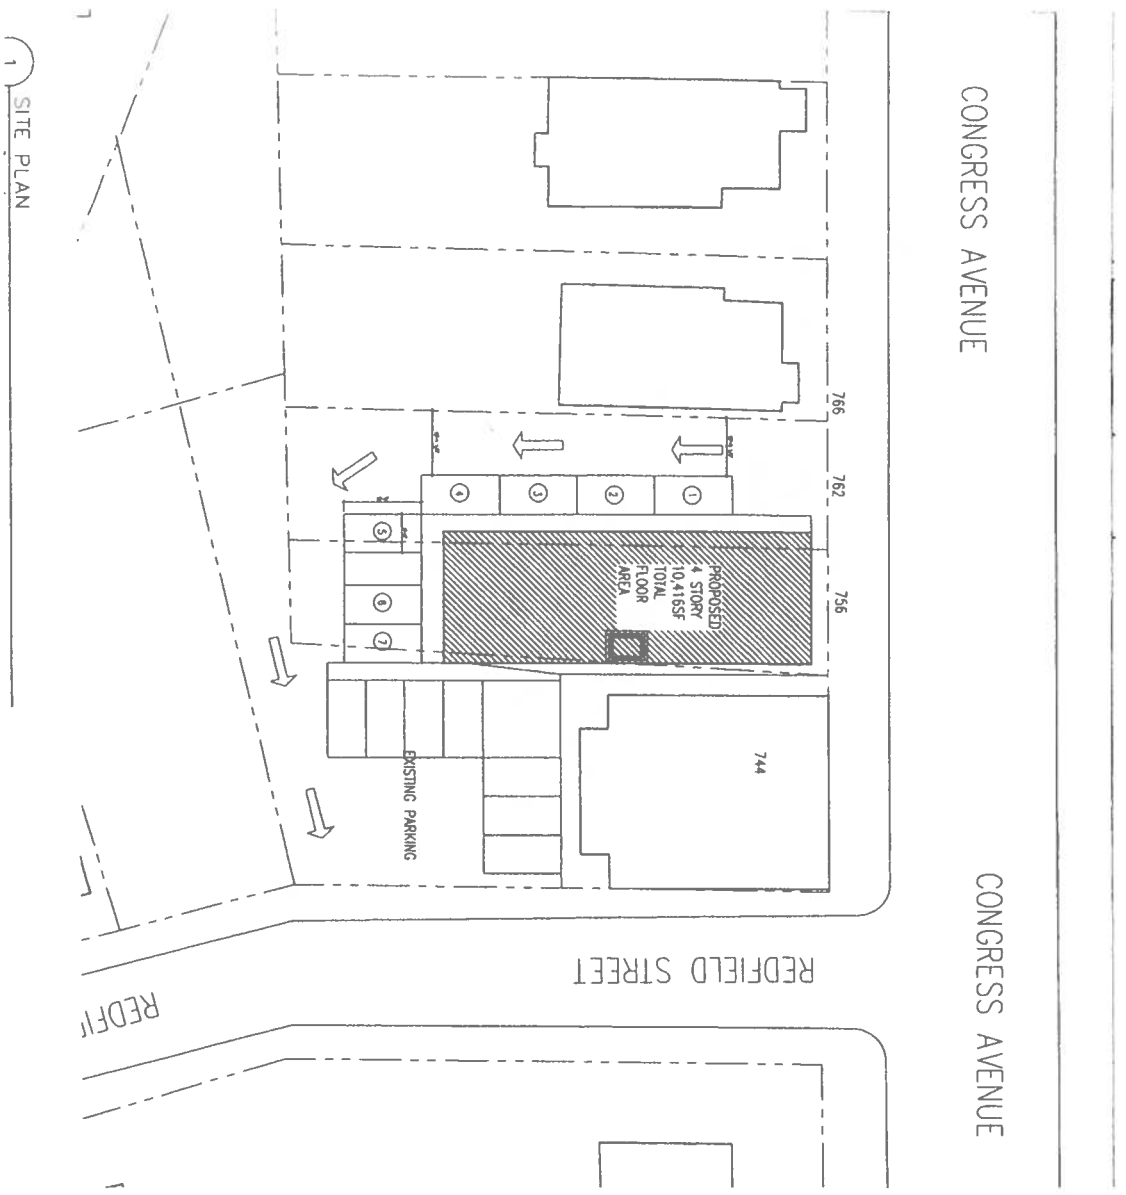 CONGRESS AVENUE
CONGRESS AVENUE
766
762
756
744
PROPOSED
4 STORY
10,416SF
TOTAL
FLOOR
AREA
1
2
3
4
5
6
7
EXISTING PARKING
REDFIELD STREET
REDFI
1
SITE PLAN